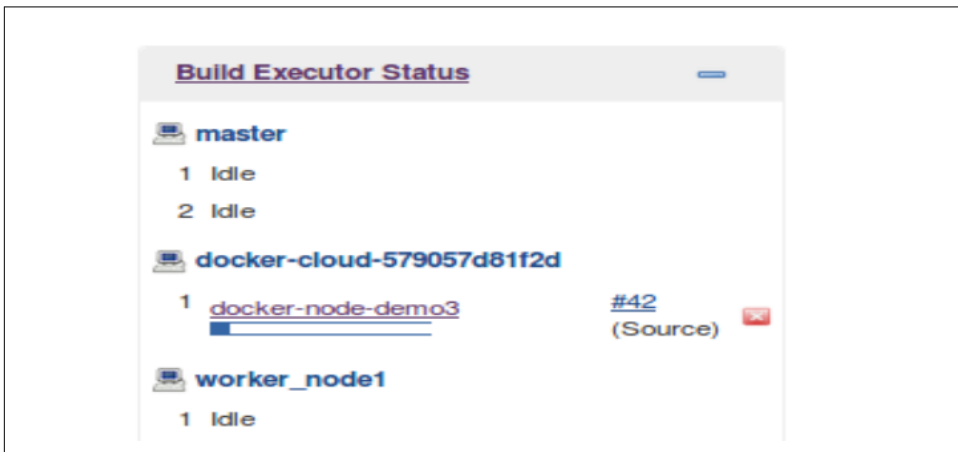 Build Executor Status
master
1 Idle
2 Idle
docker-cloud-579057d81f2d
1 docker-node-demo3 #42
(Source)
worker_node1
1 Idle